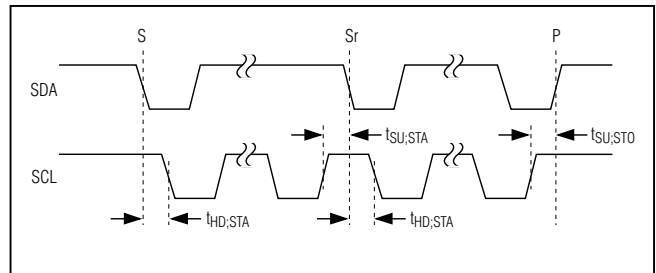 S Sr P
SDA
tSU;STA tSU;STO
SCL
tHD;STA tHD;STA